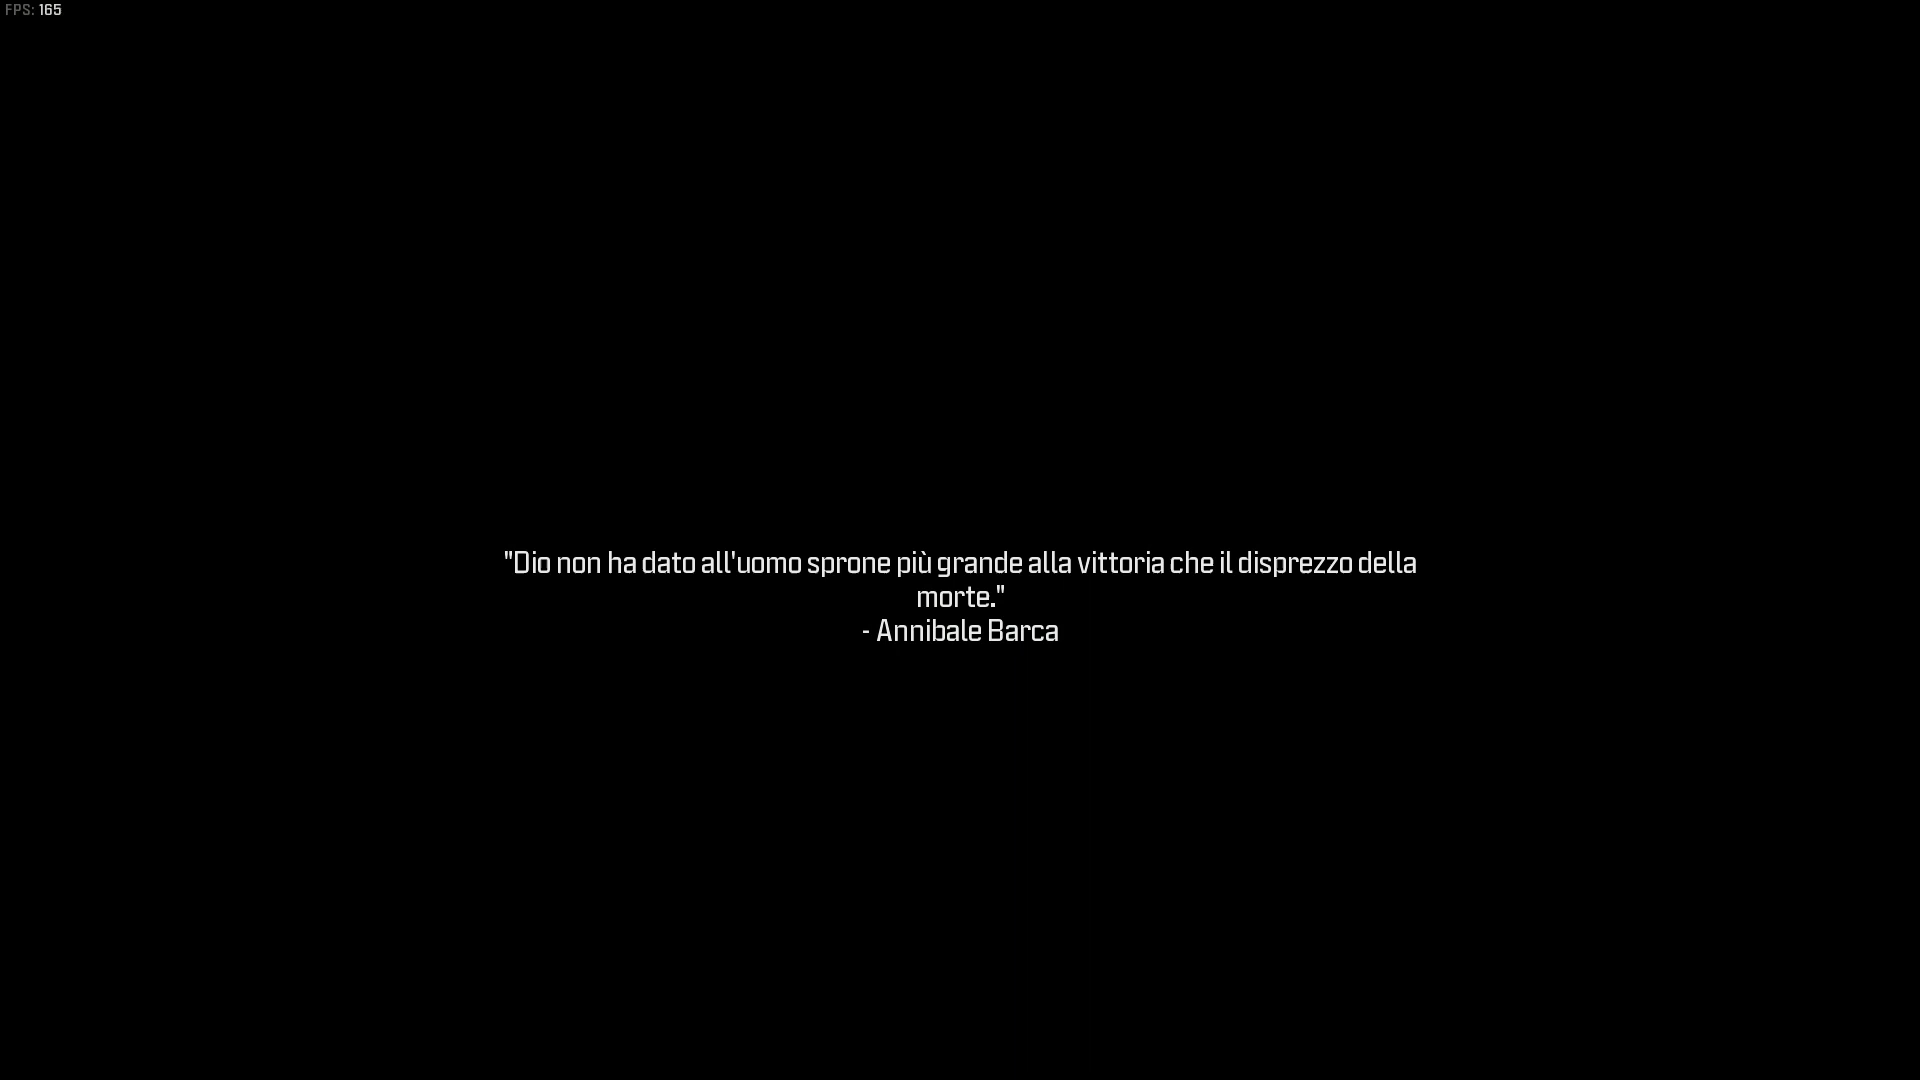 FPS: 165
"Dio non ha dato all'uomo sprone più grande alla vittoria che il disprezzo della
morte."
- Annibale Barca